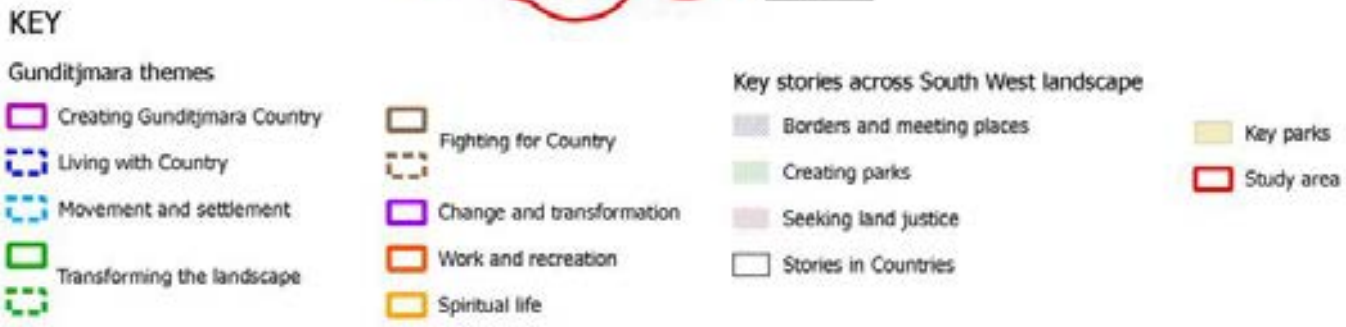 KEY
Gunditjmara themes
Creating Gunditjmara Country
Living with Country
Movement and settlement
Transforming the landscape
Fighting for Country
Change and transformation
Work and recreation
Spiritual life
Key stories across South West landscape
Borders and meeting places
Creating parks
Seeking land justice
Stories in Countries
Key parks
Study area